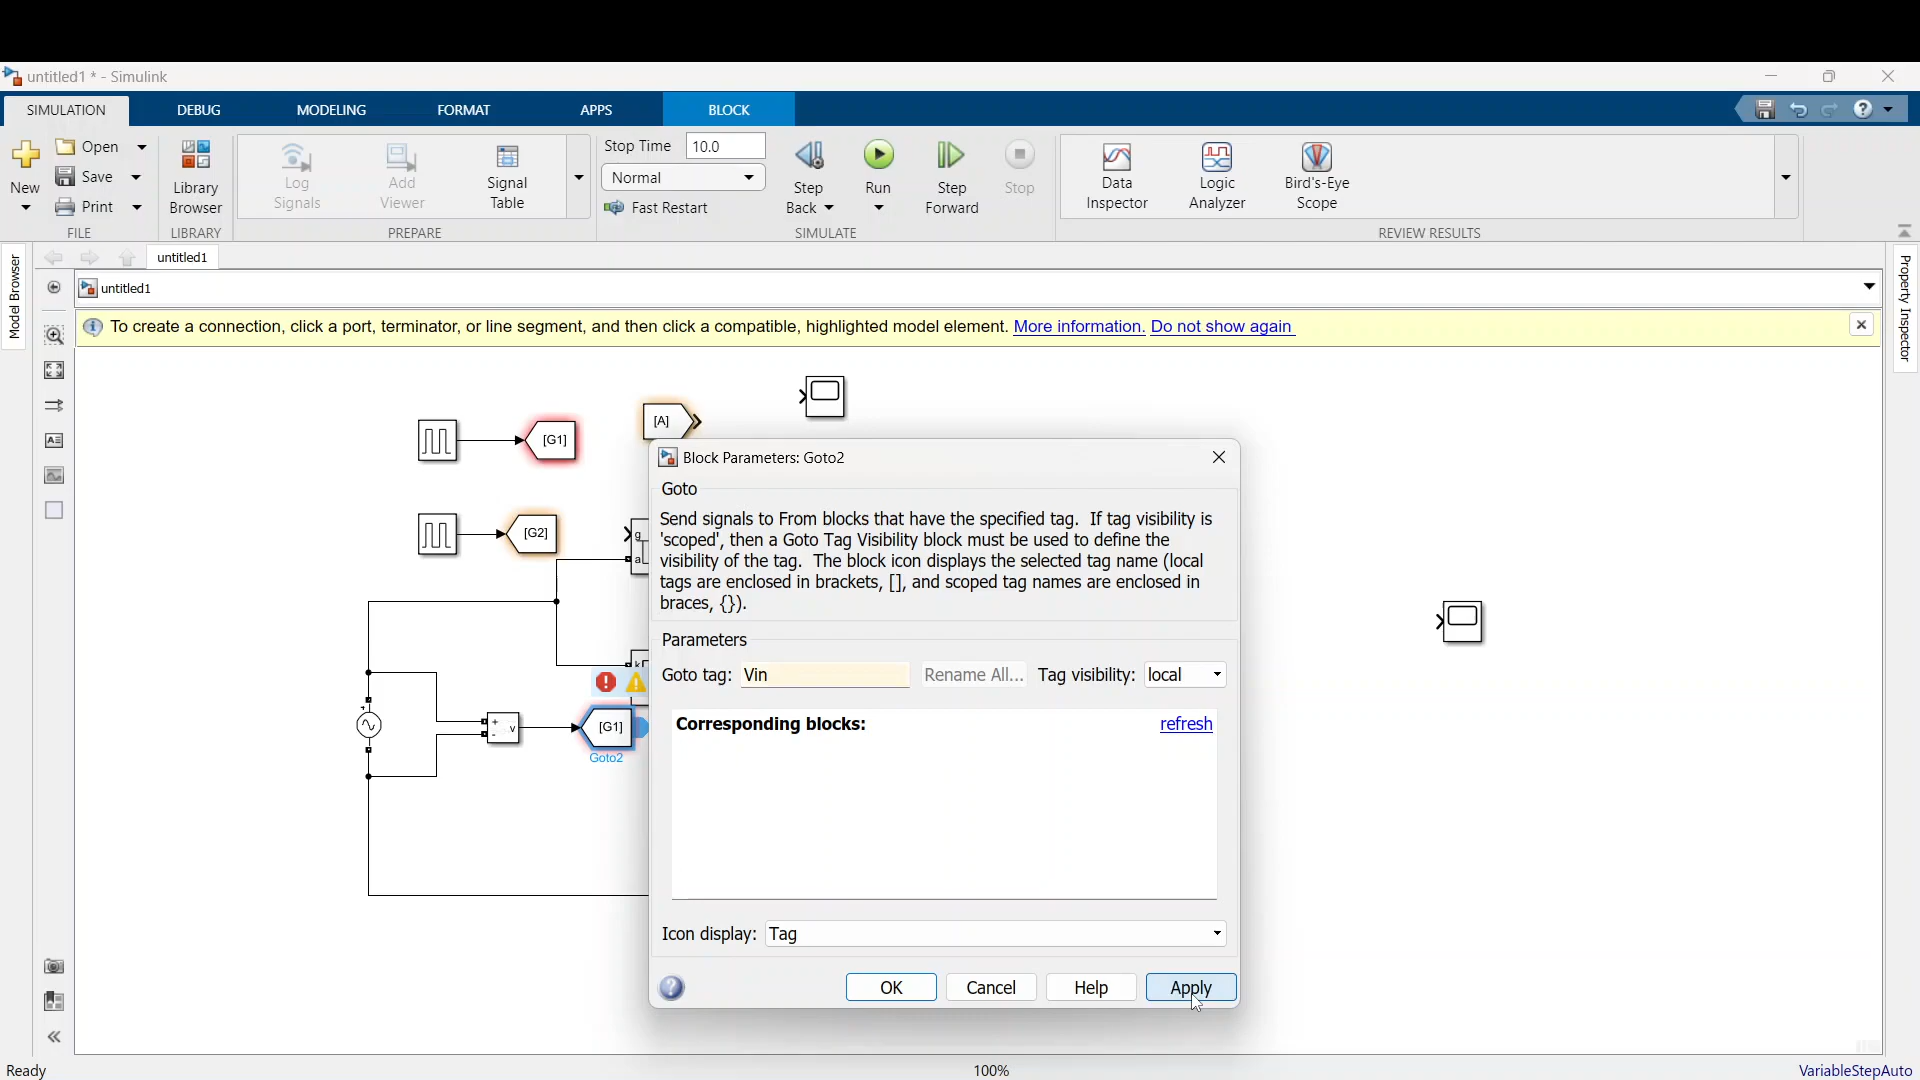 untitled1 * - Simulink
SIMULATION
DEBUG
MODELING
FORMAT
APPS
BLOCK
New
Open
Save
Print
Library
Browser
Log
Signals
Add
Viewer
Signal
Table
Stop Time
10.0
Normal
Fast Restart
Step
Back
Run
Step
Forward
Stop
Data
Inspector
Logic
Analyzer
Bird's-Eye
Scope
FILE
LIBRARY
PREPARE
SIMULATE
REVIEW RESULTS
Model Browser
Property Inspector
untitled1
untitled1
To create a connection, click a port, terminator, or line segment, and then click a compatible, highlighted model element. More information. Do not show again
[G1]
[A]
[G2]
g
a
k
+
-
v
[G1]
Goto2
Block Parameters: Goto2
Goto
Send signals to From blocks that have the specified tag. If tag visibility is
'scoped', then a Goto Tag Visibility block must be used to define the
visibility of the tag. The block icon displays the selected tag name (local
tags are enclosed in brackets, [], and scoped tag names are enclosed in
braces, {}).
Parameters
Goto tag: Vin
Rename All...
Tag visibility: local
Corresponding blocks:
refresh
Icon display: Tag
OK
Cancel
Help
Apply
Ready
100%
VariableStepAuto